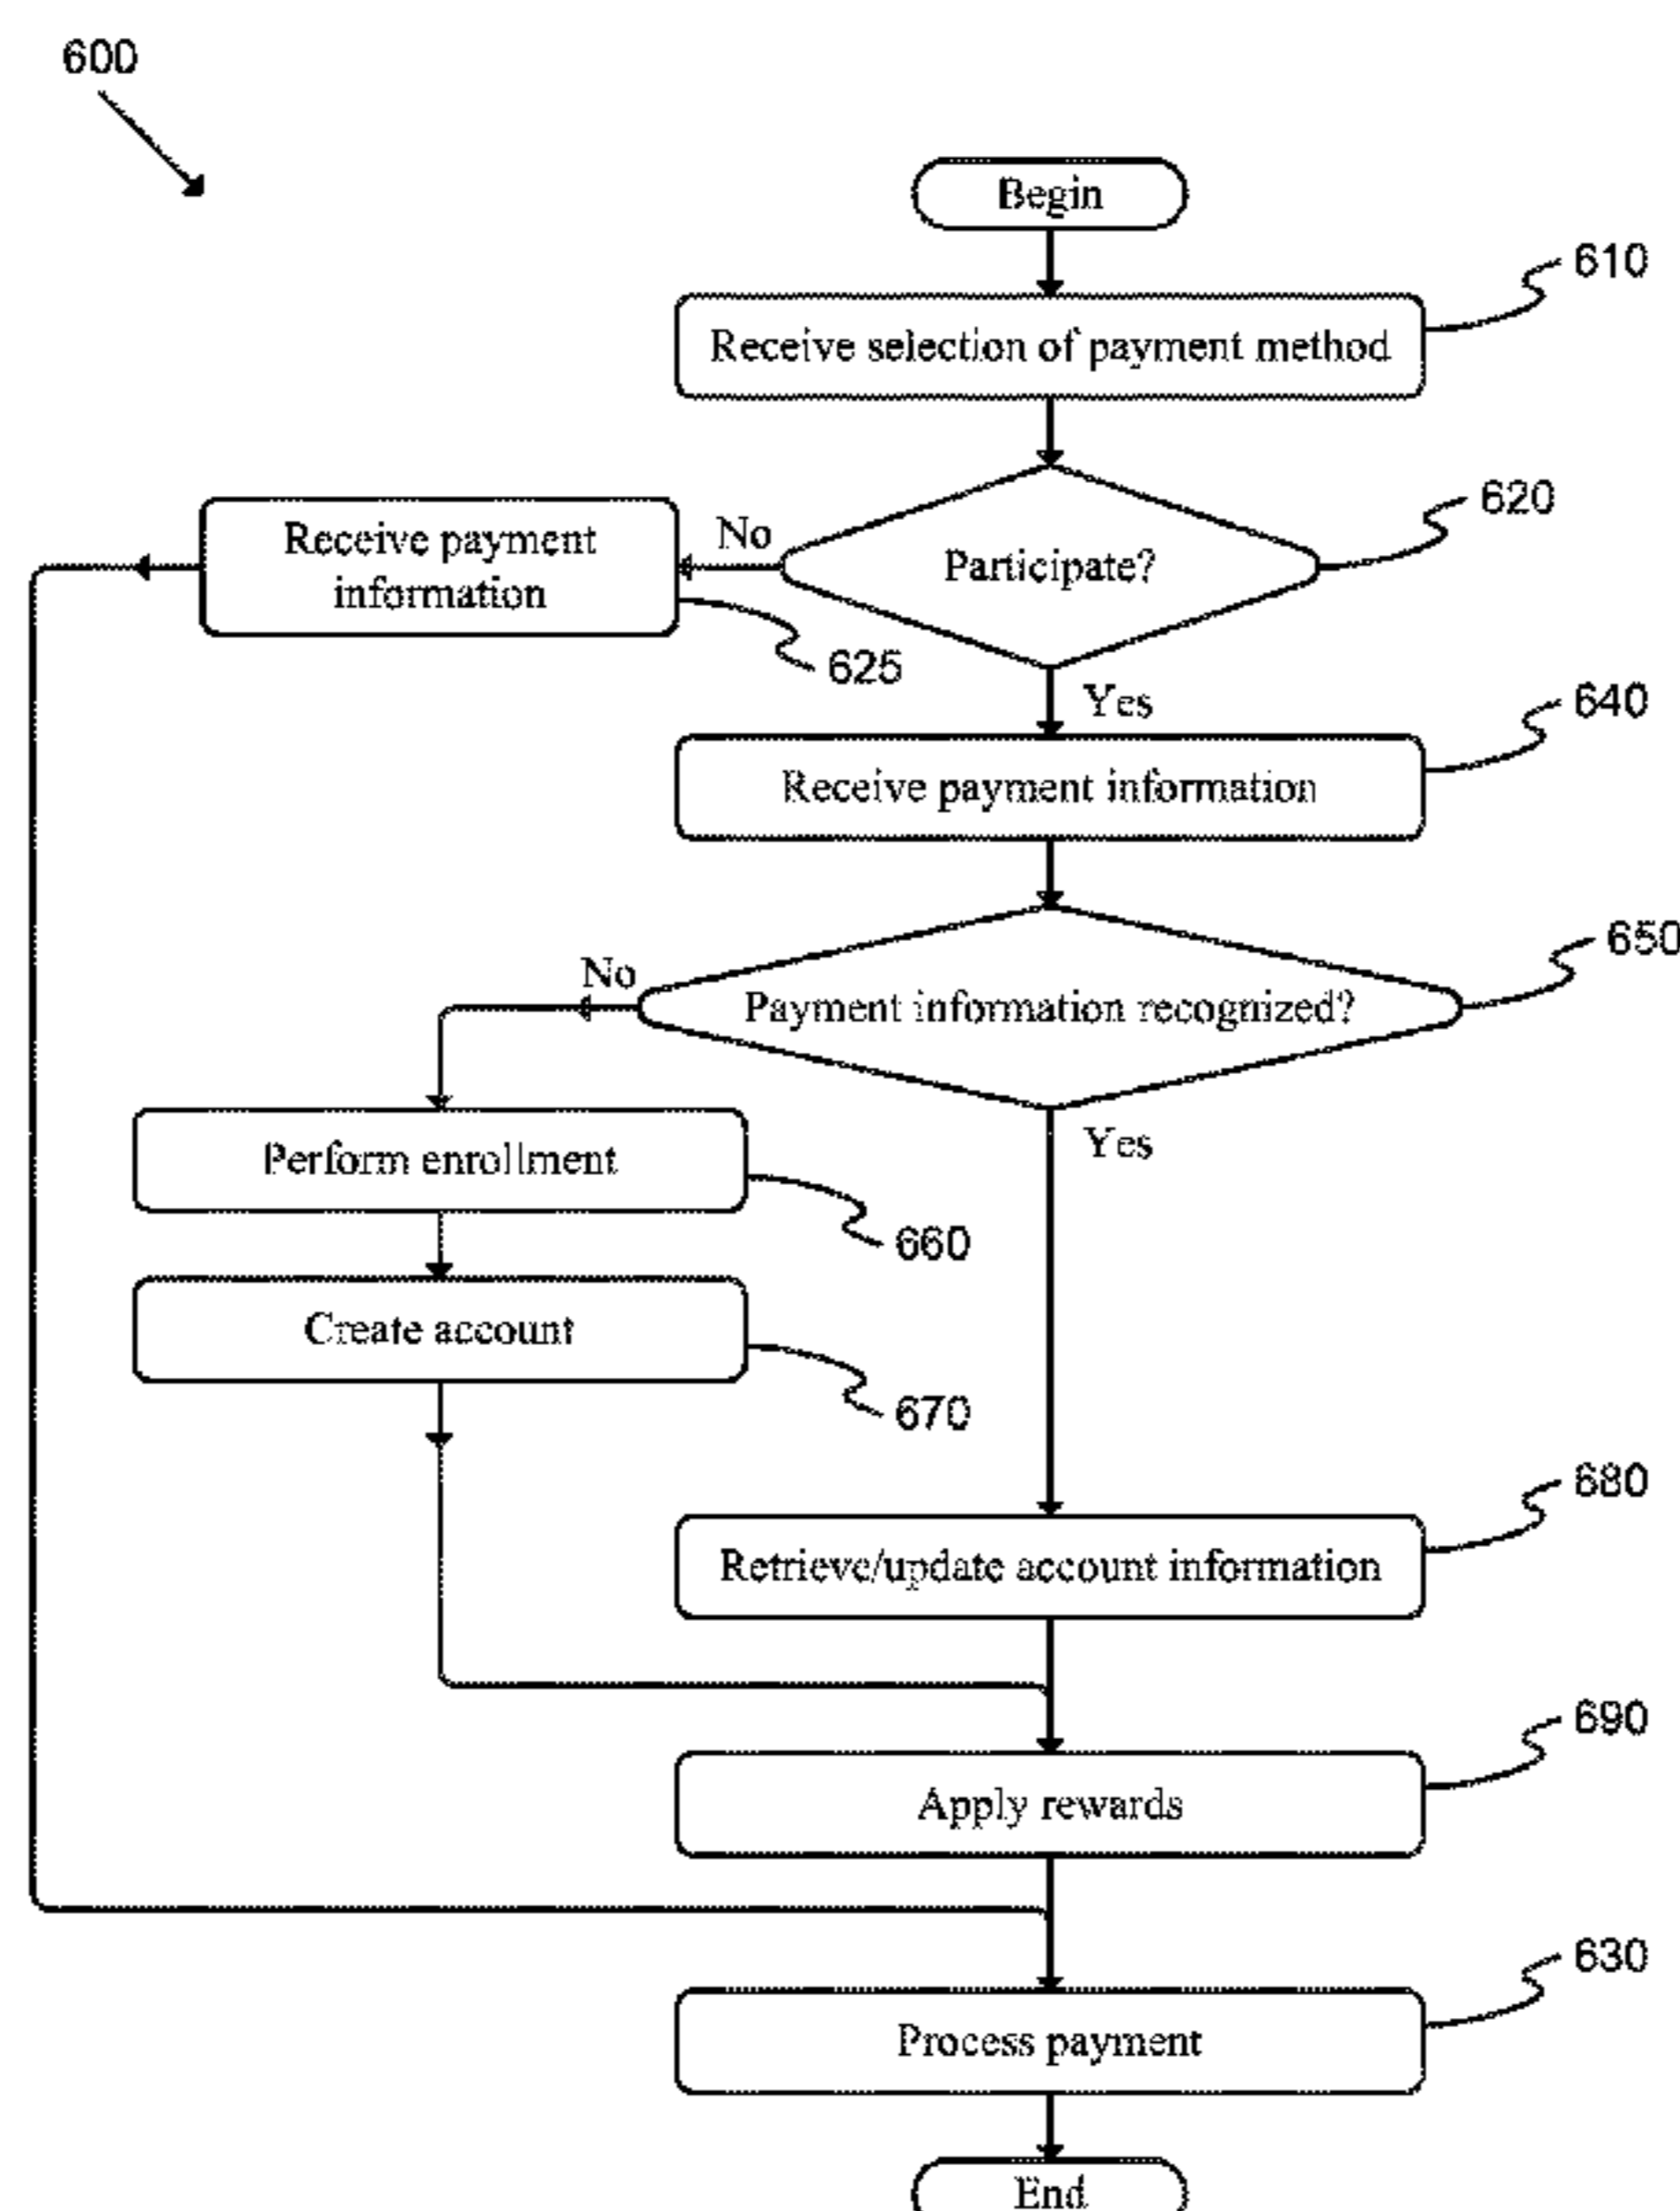 600
Begin
610
Receive selection of payment method
620
Participate?
No
Receive payment
information
625
Yes
640
Receive payment information
650
Payment information recognized?
No
Yes
Perform enrollment
660
Create account
670
680
Retrieve/update account information
690
Apply rewards
630
Process payment
End